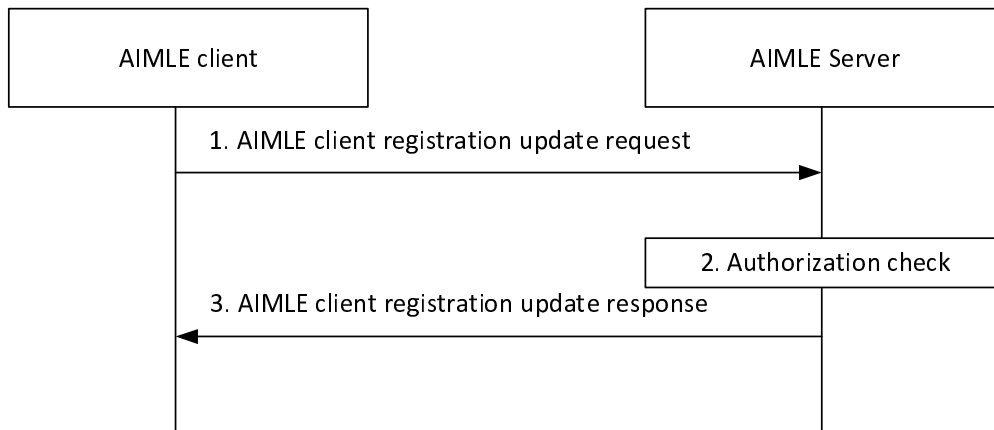 AIMLE client
AIMLE Server
1. AIMLE client registration update request
2. Authorization check
3. AIMLE client registration update response